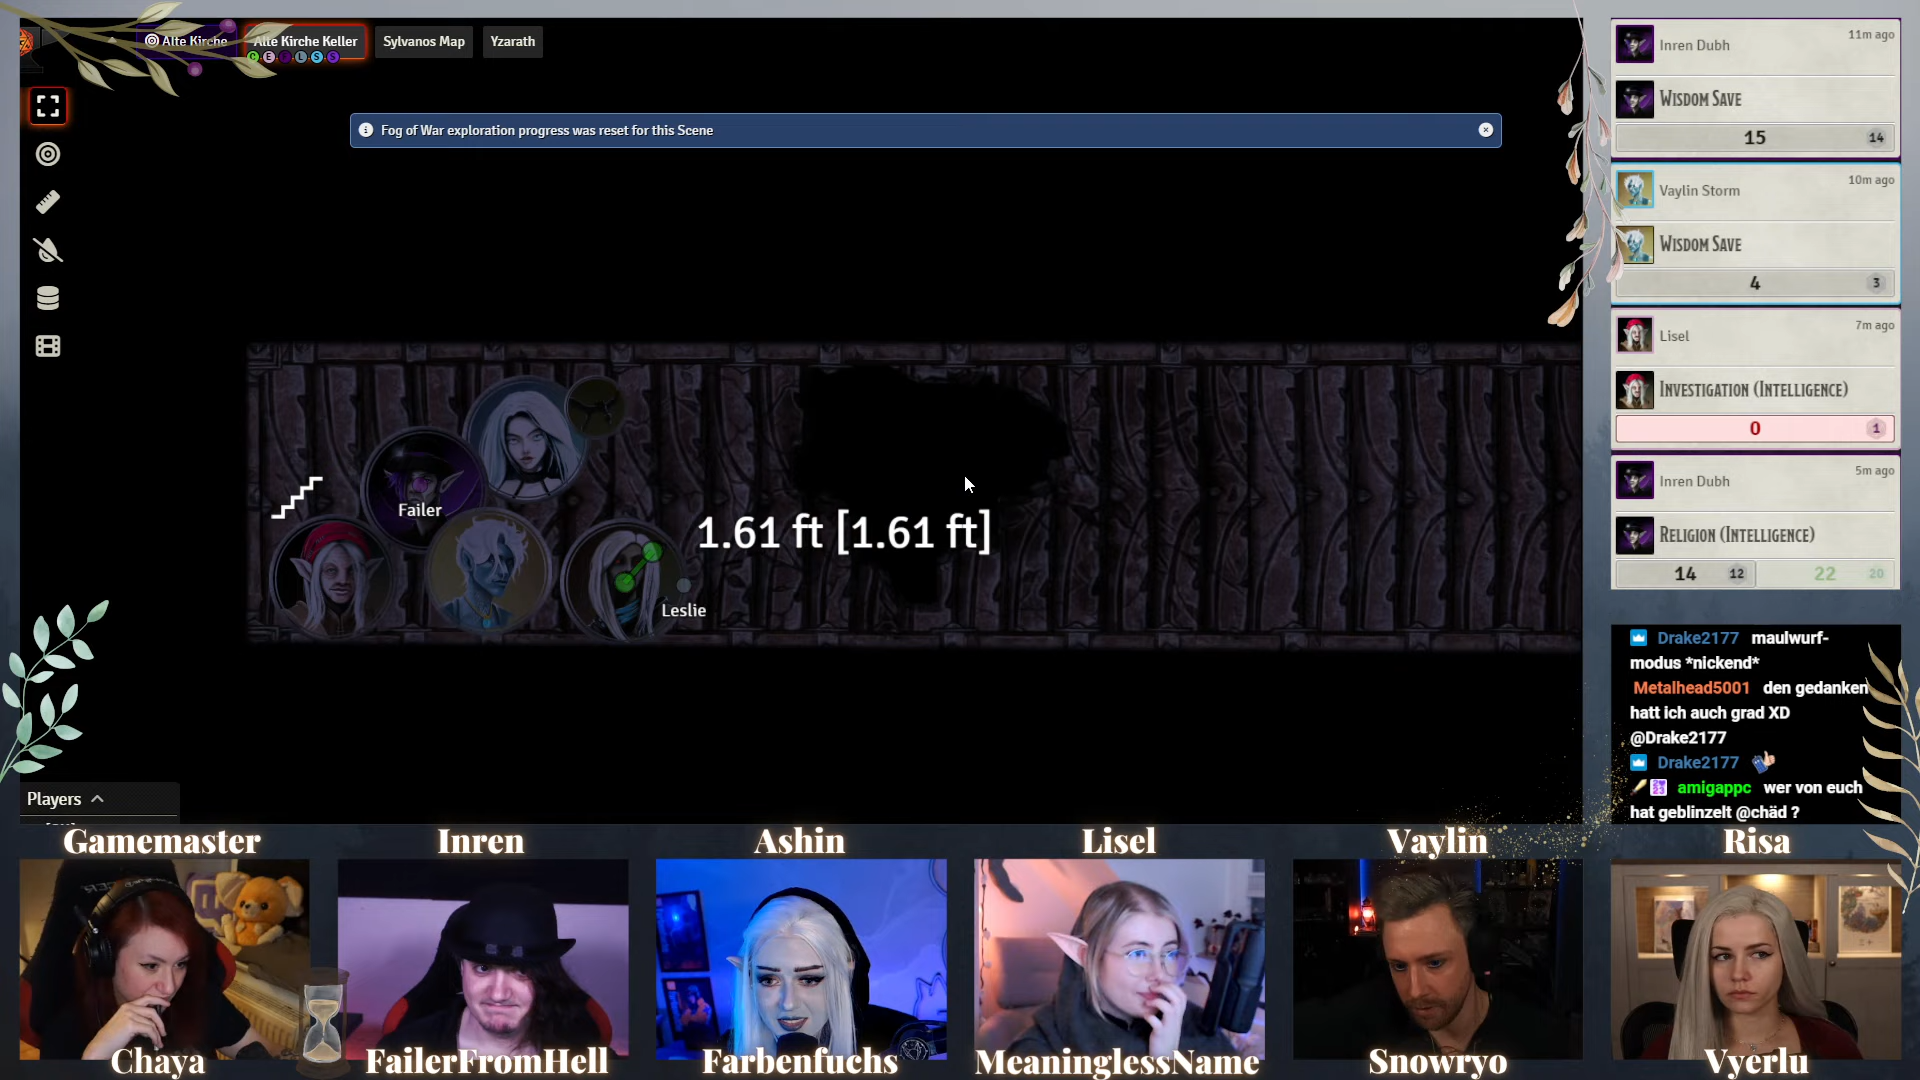 Alte Kirche
Alte Kirche Keller
Sylvanos Map
Yzarath
Fog of War exploration progress was reset for this Scene
Failer
1.61 ft [1.61 ft]
Leslie
Players
Inren Dubh
11m ago
Wisdom Save
15
14
Vaylin Storm
10m ago
Wisdom Save
4
3
Lisel
7m ago
Investigation (Intelligence)
0
1
Inren Dubh
5m ago
Religion (Intelligence)
14
12
22
20
Drake2177 maulwurf-
modus *nickend*
Metalhead5001 den gedanken
hatt ich auch grad XD
@Drake2177
Drake2177
amigappc wer von euch
hat geblinzelt @chäd ?
Gamemaster
Inren
Ashin
Lisel
Vaylin
Risa
Chaya
FailerFromHell
Farbenfuchs
MeaninglessName
Snowryo
Vyerlu